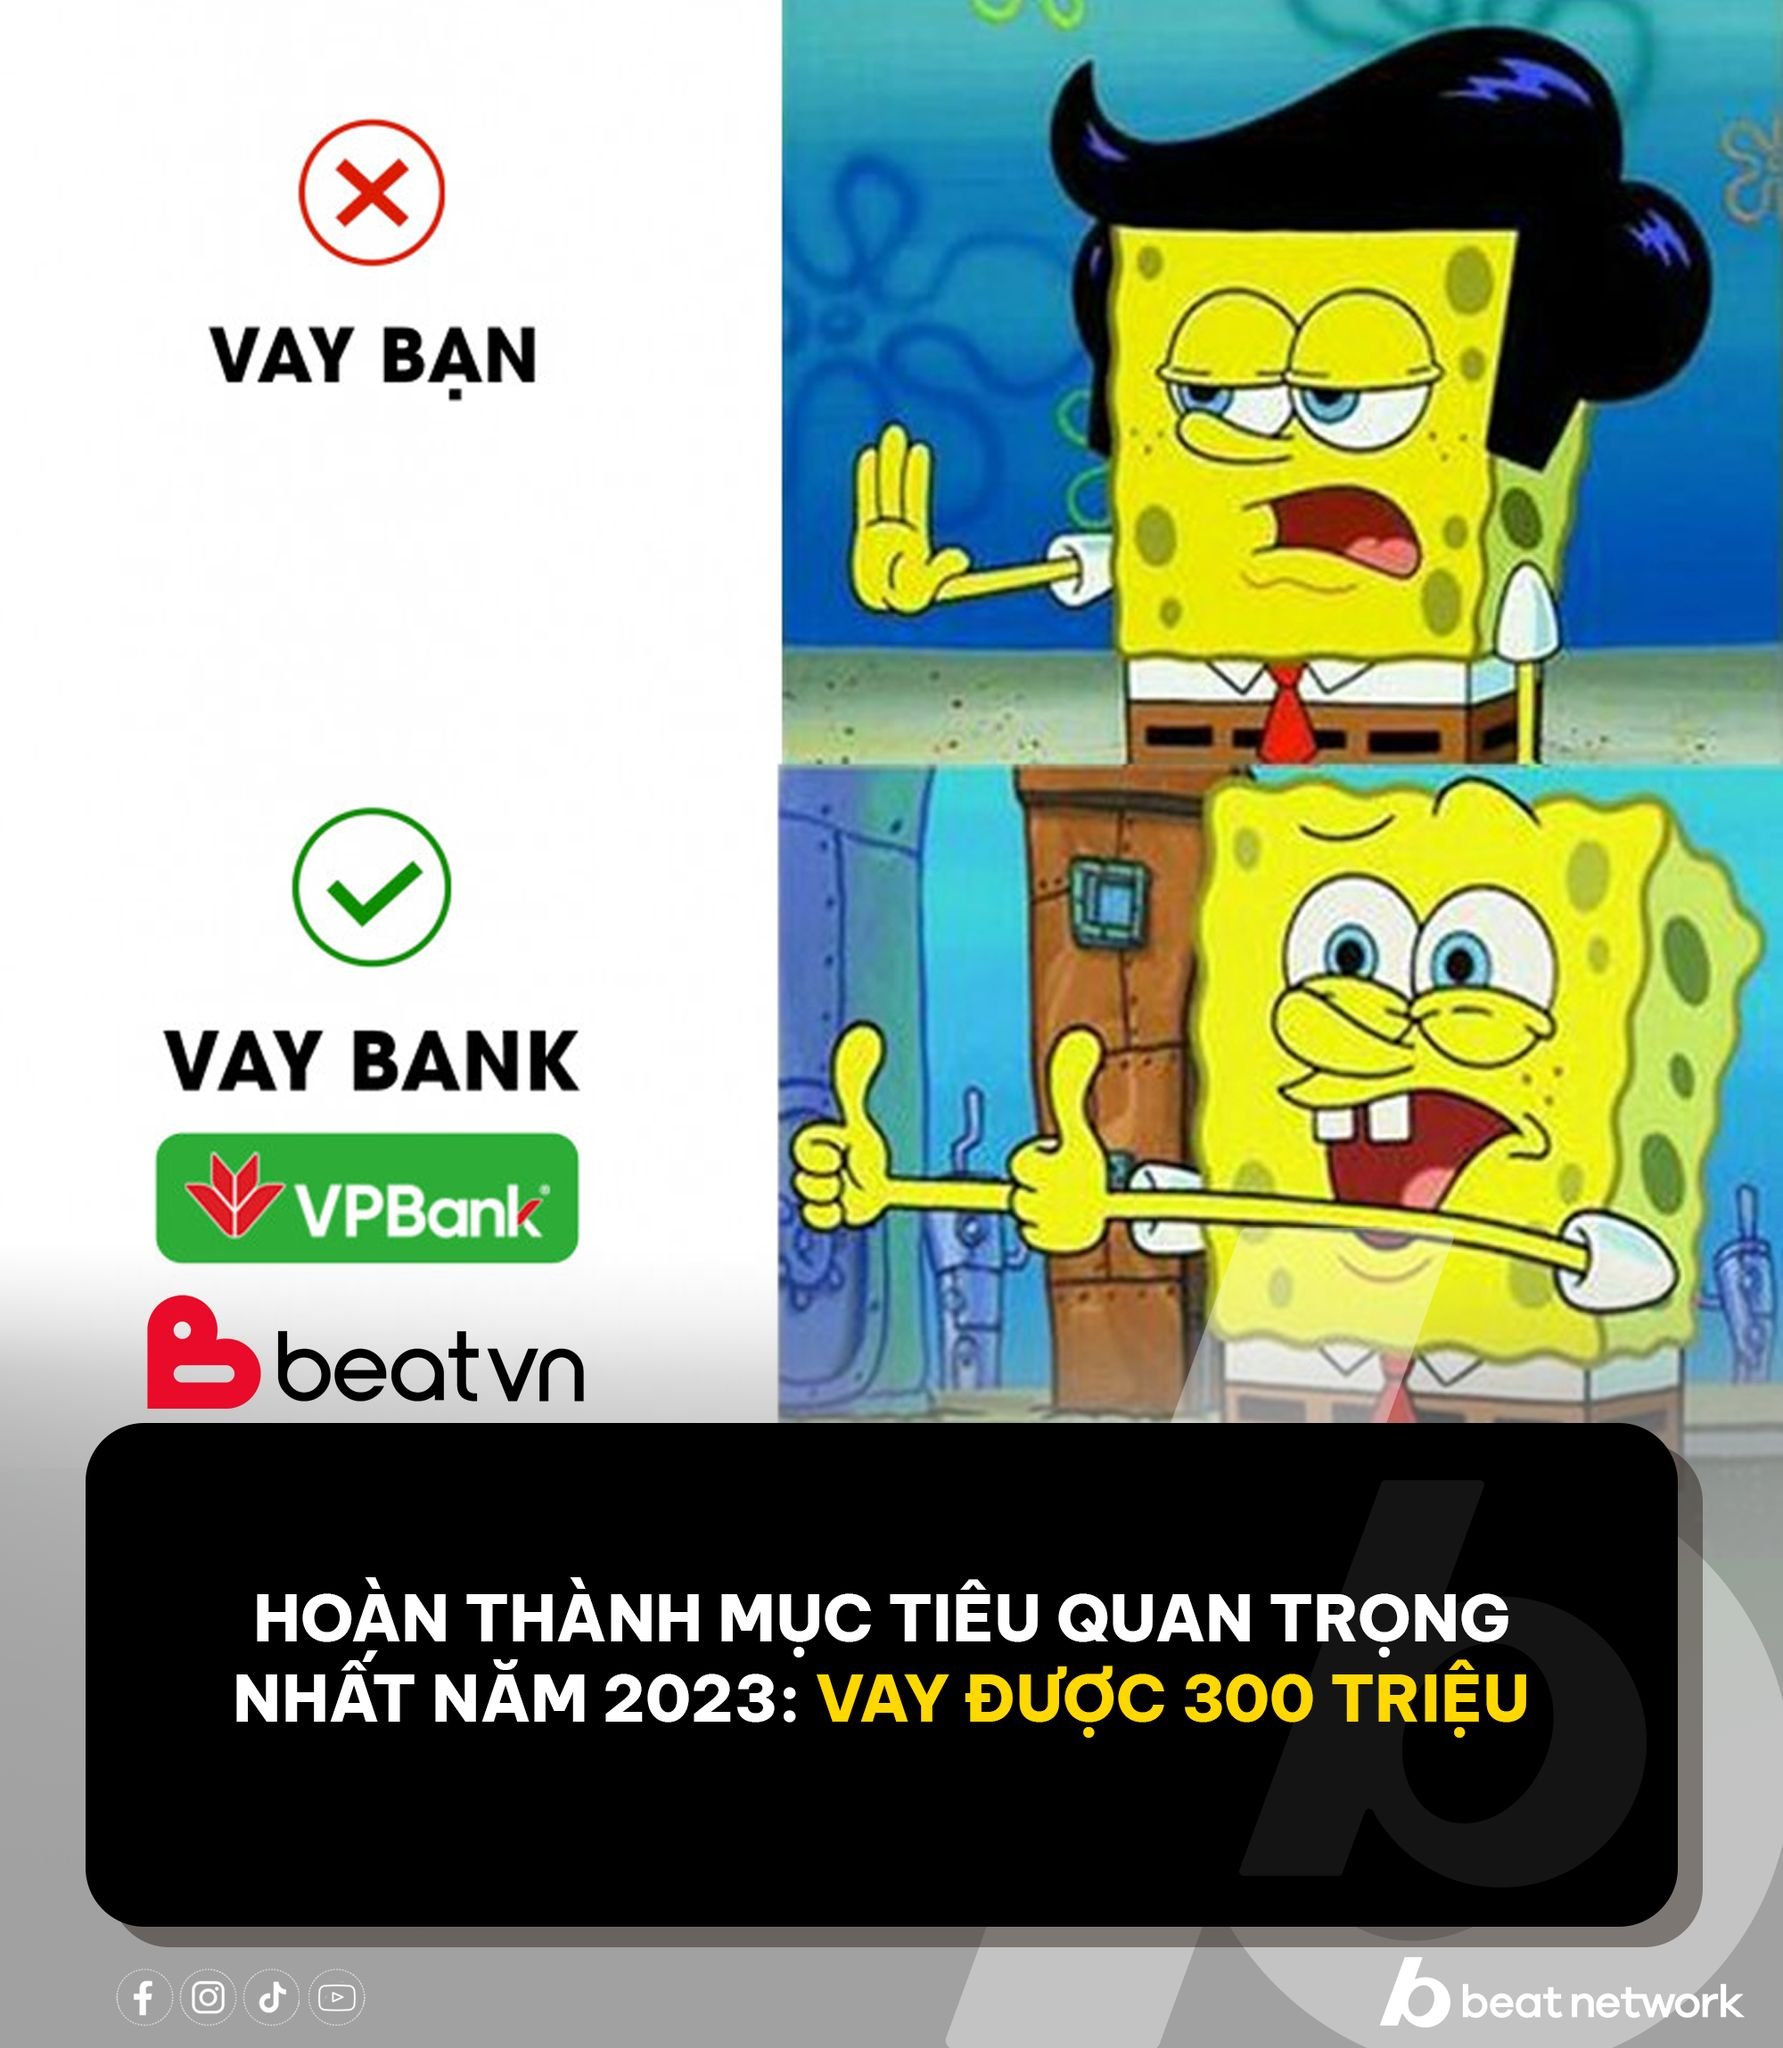 VAY BẠN
VAY BANK
VPBank®
beatvn
HOÀN THÀNH MỤC TIÊU QUAN TRỌNG
NHẤT NĂM 2023: VAY ĐƯỢC 300 TRIỆU
beat network